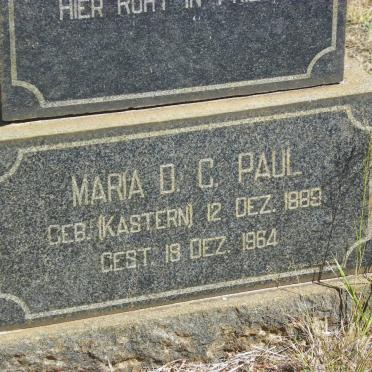 HIER RUHT IN
MARIA D. C. PAUL
GEB. (KASTERN) 12 DEZ. 1889
GEST. 18 DEZ. 1964